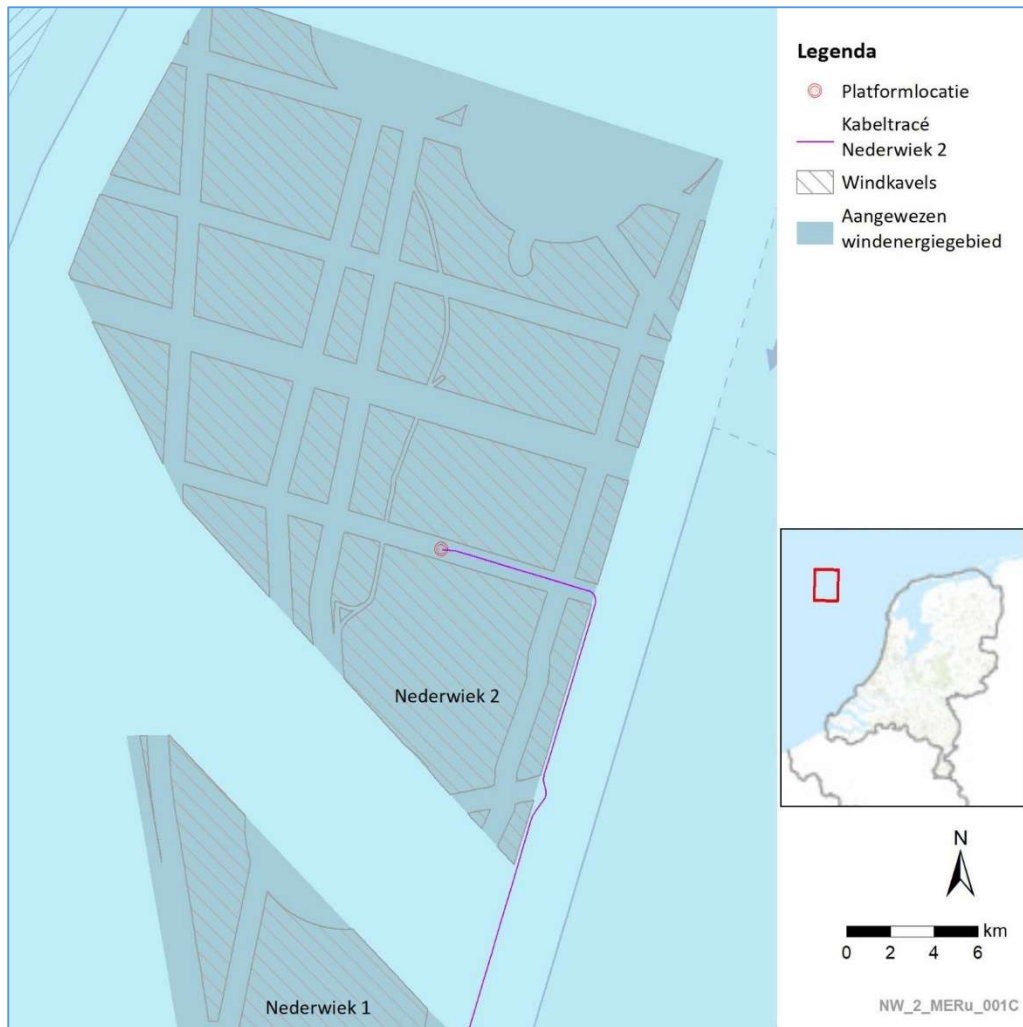 Legenda
Platformlocatie
Kabeltracé
Nederwiek 2
Windkavels
Aangewezen
windenergiegebied
Nederwiek 2
Nederwiek 1
N
km
0 2 4 6
NW_2_MERu_001C